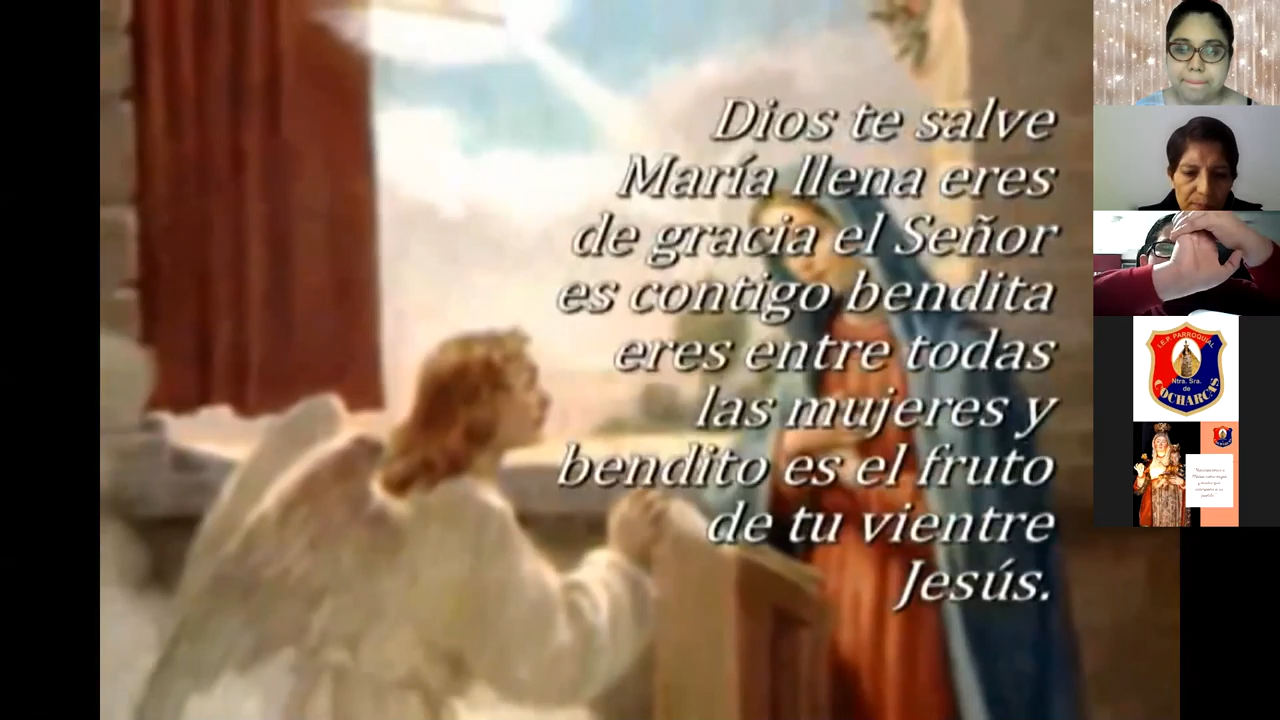 Dios te salve
María llena eres
de gracia el Señor
es contigo bendita
eres entre todas
las mujeres y
bendito es el fruto
de tu vientre
Jesús.
I.E.P. PARROQUIAL
Ntra. Sra.
de
COCHARCAS